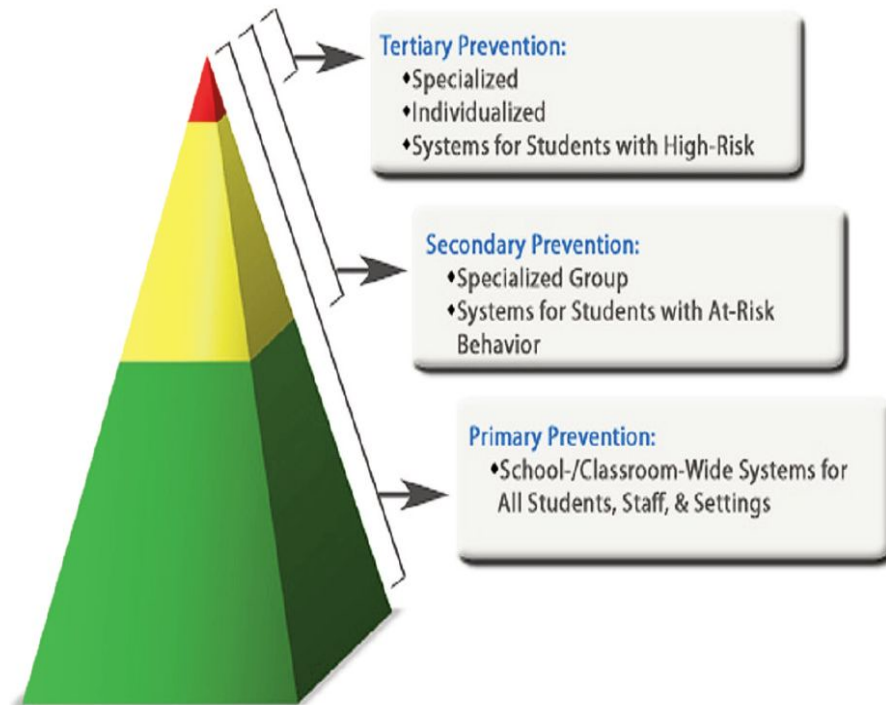 Tertiary Prevention:
♦Specialized
♦Individualized
♦Systems for Students with High-Risk
Secondary Prevention:
♦Specialized Group
♦Systems for Students with At-Risk
Behavior
Primary Prevention:
♦School-/Classroom-Wide Systems for
All Students, Staff, & Settings